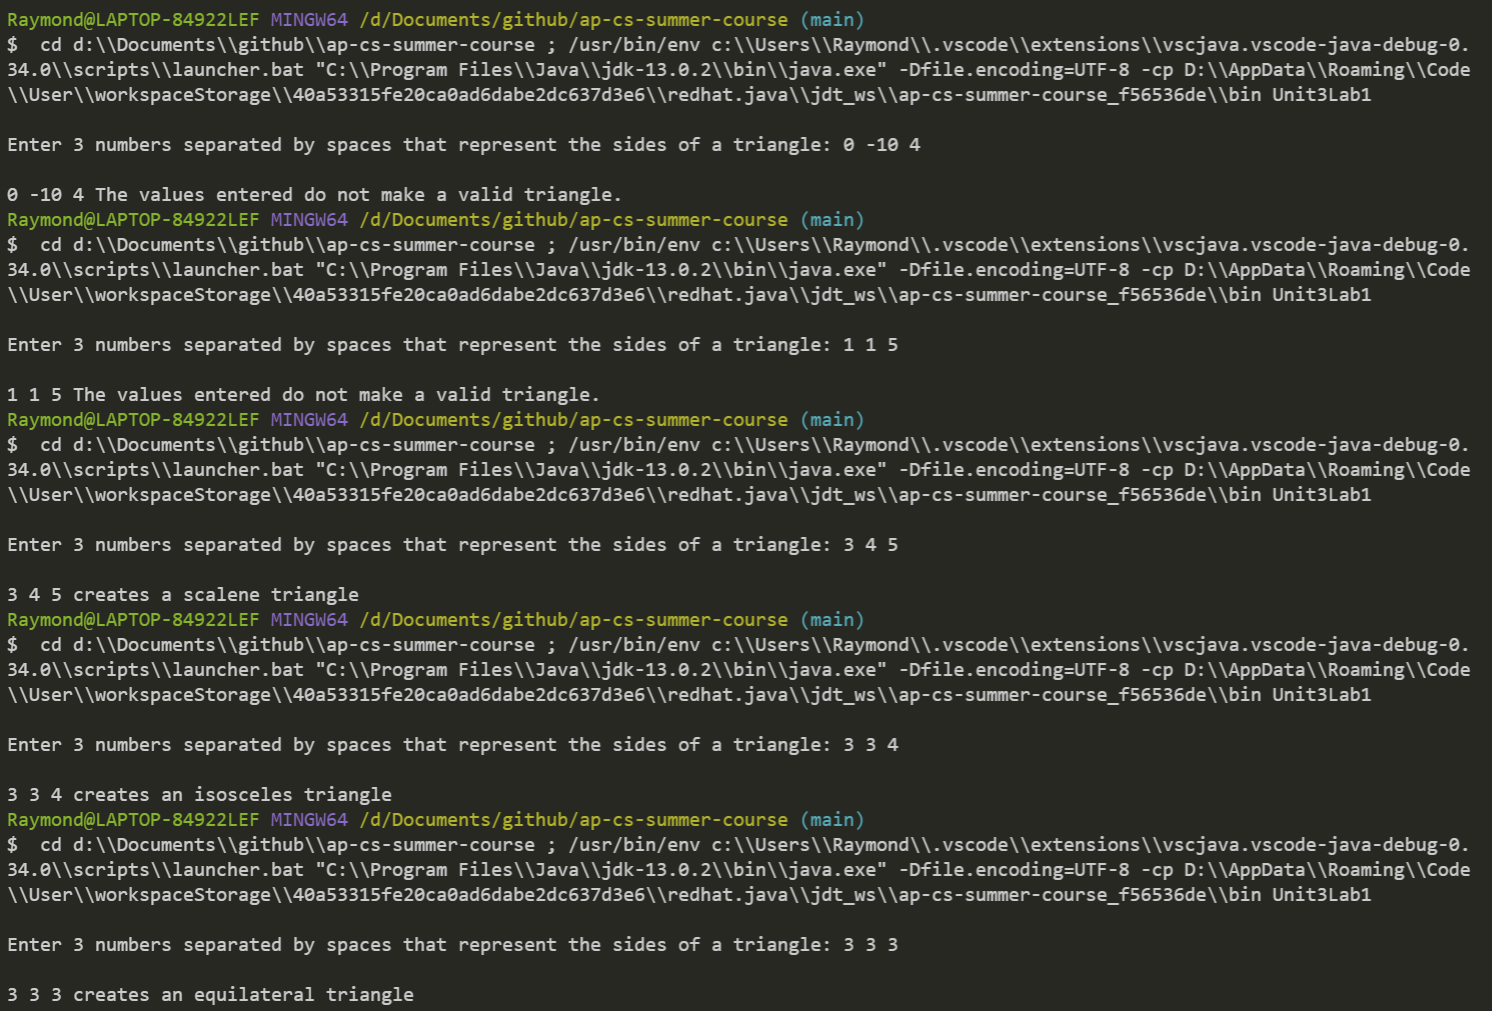 Raymond@LAPTOP-84922LEF MINGW64 /d/Documents/github/ap-cs-summer-course (main)
$  cd d:\\Documents\\github\\ap-cs-summer-course ; /usr/bin/env c:\\Users\\Raymond\\.vscode\\extensions\\vscjava.vscode-java-debug-0.
34.0\\scripts\\launcher.bat "C:\\Program Files\\Java\\jdk-13.0.2\\bin\\java.exe" -Dfile.encoding=UTF-8 -cp D:\\AppData\\Roaming\\Code
\\User\\workspaceStorage\\40a53315fe20ca0ad6dabe2dc637d3e6\\redhat.java\\jdt_ws\\ap-cs-summer-course_f56536de\\bin Unit3Lab1
Enter 3 numbers separated by spaces that represent the sides of a triangle: 0 -10 4
0 -10 4 The values entered do not make a valid triangle.
Raymond@LAPTOP-84922LEF MINGW64 /d/Documents/github/ap-cs-summer-course (main)
$  cd d:\\Documents\\github\\ap-cs-summer-course ; /usr/bin/env c:\\Users\\Raymond\\.vscode\\extensions\\vscjava.vscode-java-debug-0.
34.0\\scripts\\launcher.bat "C:\\Program Files\\Java\\jdk-13.0.2\\bin\\java.exe" -Dfile.encoding=UTF-8 -cp D:\\AppData\\Roaming\\Code
\\User\\workspaceStorage\\40a53315fe20ca0ad6dabe2dc637d3e6\\redhat.java\\jdt_ws\\ap-cs-summer-course_f56536de\\bin Unit3Lab1
Enter 3 numbers separated by spaces that represent the sides of a triangle: 1 1 5
1 1 5 The values entered do not make a valid triangle.
Raymond@LAPTOP-84922LEF MINGW64 /d/Documents/github/ap-cs-summer-course (main)
$  cd d:\\Documents\\github\\ap-cs-summer-course ; /usr/bin/env c:\\Users\\Raymond\\.vscode\\extensions\\vscjava.vscode-java-debug-0.
34.0\\scripts\\launcher.bat "C:\\Program Files\\Java\\jdk-13.0.2\\bin\\java.exe" -Dfile.encoding=UTF-8 -cp D:\\AppData\\Roaming\\Code
\\User\\workspaceStorage\\40a53315fe20ca0ad6dabe2dc637d3e6\\redhat.java\\jdt_ws\\ap-cs-summer-course_f56536de\\bin Unit3Lab1
Enter 3 numbers separated by spaces that represent the sides of a triangle: 3 4 5
3 4 5 creates a scalene triangle
Raymond@LAPTOP-84922LEF MINGW64 /d/Documents/github/ap-cs-summer-course (main)
$  cd d:\\Documents\\github\\ap-cs-summer-course ; /usr/bin/env c:\\Users\\Raymond\\.vscode\\extensions\\vscjava.vscode-java-debug-0.
34.0\\scripts\\launcher.bat "C:\\Program Files\\Java\\jdk-13.0.2\\bin\\java.exe" -Dfile.encoding=UTF-8 -cp D:\\AppData\\Roaming\\Code
\\User\\workspaceStorage\\40a53315fe20ca0ad6dabe2dc637d3e6\\redhat.java\\jdt_ws\\ap-cs-summer-course_f56536de\\bin Unit3Lab1
Enter 3 numbers separated by spaces that represent the sides of a triangle: 3 3 4
3 3 4 creates an isosceles triangle
Raymond@LAPTOP-84922LEF MINGW64 /d/Documents/github/ap-cs-summer-course (main)
$  cd d:\\Documents\\github\\ap-cs-summer-course ; /usr/bin/env c:\\Users\\Raymond\\.vscode\\extensions\\vscjava.vscode-java-debug-0.
34.0\\scripts\\launcher.bat "C:\\Program Files\\Java\\jdk-13.0.2\\bin\\java.exe" -Dfile.encoding=UTF-8 -cp D:\\AppData\\Roaming\\Code
\\User\\workspaceStorage\\40a53315fe20ca0ad6dabe2dc637d3e6\\redhat.java\\jdt_ws\\ap-cs-summer-course_f56536de\\bin Unit3Lab1
Enter 3 numbers separated by spaces that represent the sides of a triangle: 3 3 3
3 3 3 creates an equilateral triangle